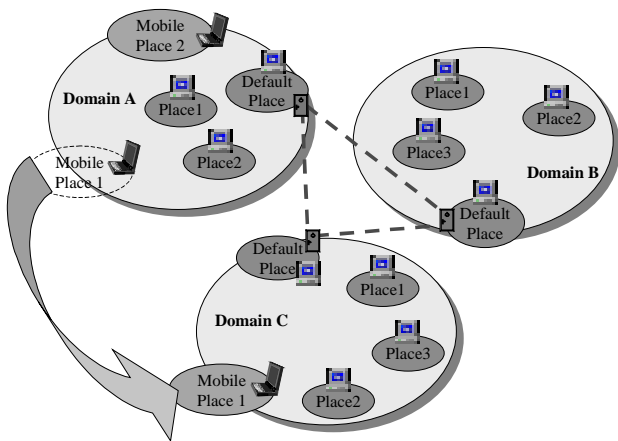 Mobile
Place 2
Default
Place
Domain A
Place1
Place2
Mobile
Place 1
Place1
Place2
Place3
Domain B
Default
Place
Default
Place
Place1
Domain C
Place3
Mobile
Place 1
Place2